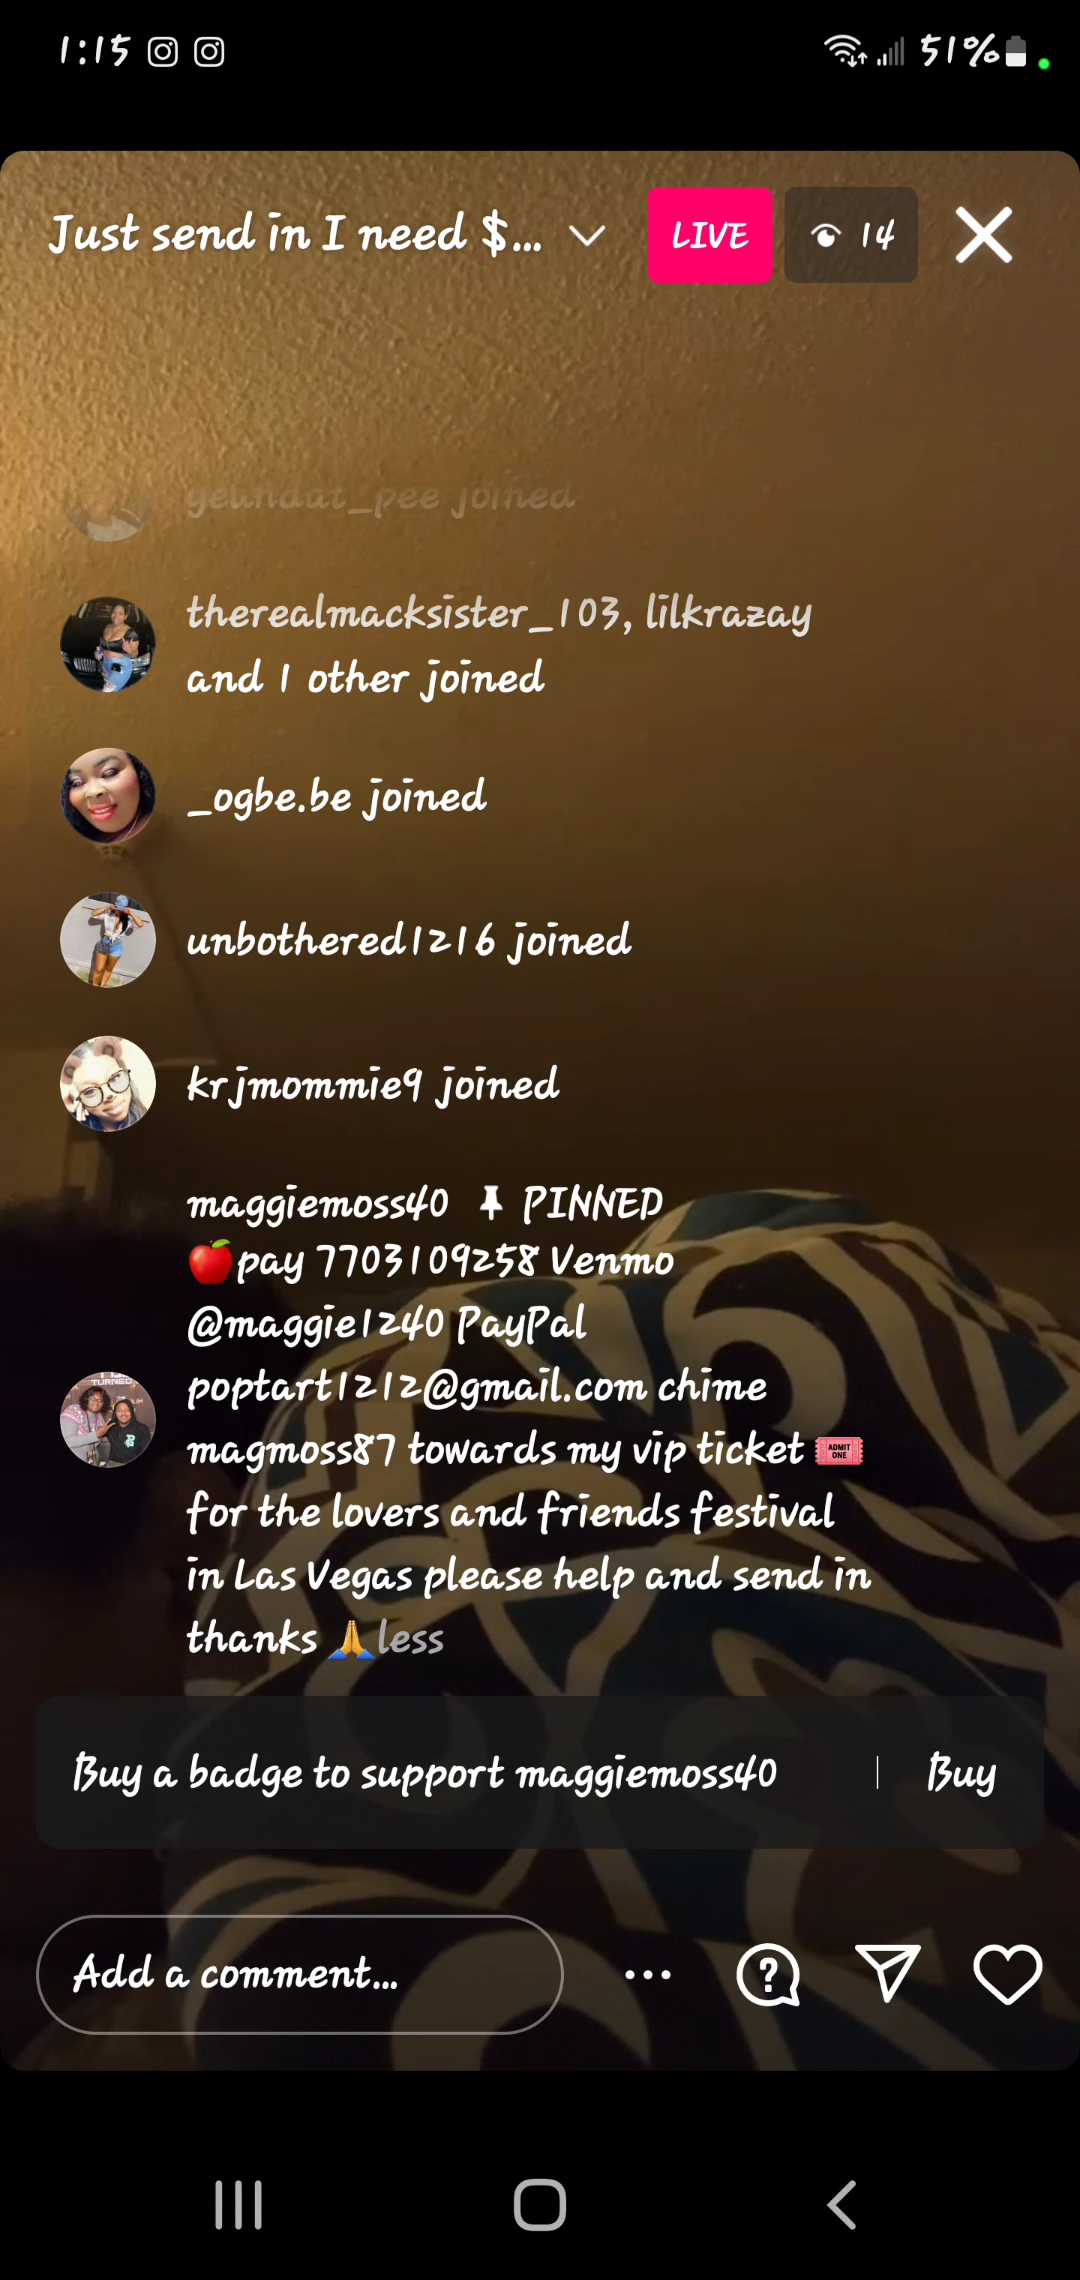 1:15
51%
Just send in I need $...
LIVE
14
joined
therealmacksister_103, lilkrazay
and 1 other joined
_ogbe.be joined
unbothered1216 joined
krjmommie9 joined
maggiemoss40 PINNED
🍎pay 7703109258 Venmo
@maggie1240 PayPal
poptart1212@gmail.com chime
magmoss87 towards my vip ticket 🎟️
for the lovers and friends festival
in Las Vegas please help and send in
thanks 🙏less
Buy a badge to support maggiemoss40 | Buy
Add a comment...